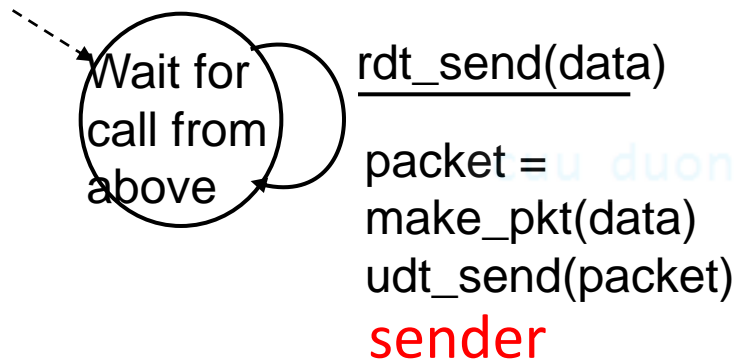 Wait for
call from
above
rdt_send(data)
packet =
make_pkt(data)
udt_send(packet)
sender